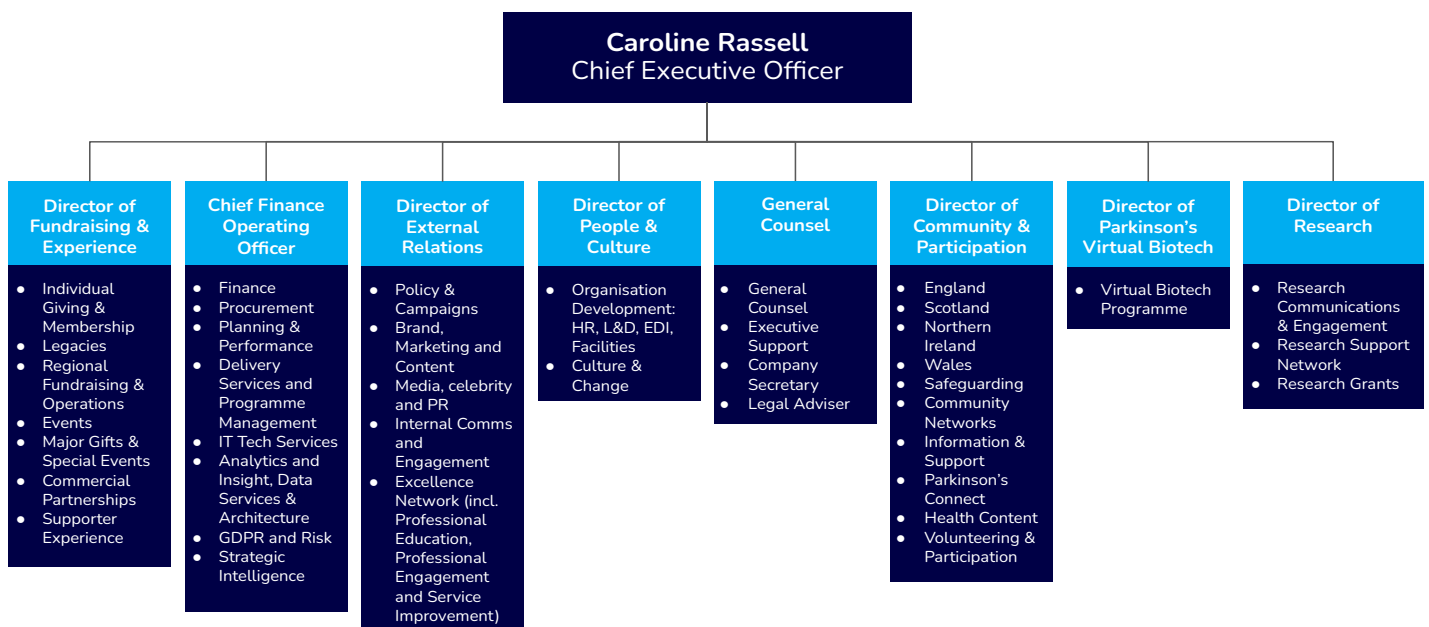 Caroline Rassell
Chief Executive Officer
Director of
Fundraising &
Experience
● Individual
Giving &
Membership
● Legacies
● Regional
Fundraising &
Operations
● Events
● Major Gifts &
Special Events
● Commercial
Partnerships
● Supporter
Experience
Chief Finance
Operating
Officer
● Finance
● Procurement
● Planning &
Performance
● Delivery
Services and
Programme
Management
● IT Tech Services
● Analytics and
Insight, Data
Services &
Architecture
● GDPR and Risk
● Strategic
Intelligence
Director of
External
Relations
● Policy &
Campaigns
● Brand,
Marketing and
Content
● Media, celebrity
and PR
● Internal Comms
and
Engagement
● Excellence
Network (incl.
Professional
Education,
Professional
Engagement
and Service
Improvement)
Director of
People &
Culture
● Organisation
Development:
HR, L&D, EDI,
Facilities
● Culture &
Change
General
Counsel
● General
Counsel
● Executive
Support
● Company
Secretary
● Legal Adviser
Director of
Community &
Participation
● England
● Scotland
● Northern
Ireland
● Wales
● Safeguarding
● Community
Networks
● Information &
Support
● Parkinson's
Connect
● Health Content
● Volunteering &
Participation
Director of
Parkinson's
Virtual Biotech
● Virtual Biotech
Programme
Director of
Research
● Research
Communications
& Engagement
● Research Support
Network
● Research Grants